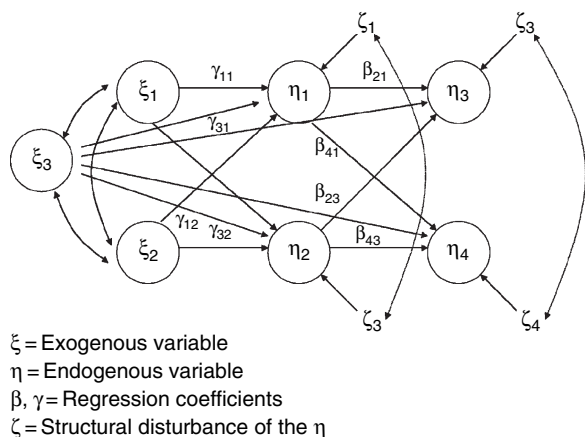 ζ₁
ζ₃
ξ₁
γ₁₁
η₁
β₂₁
η₃
γ₃₁
ξ₃
β₄₁
β₂₃
γ₁₂
γ₃₂
ξ₂
η₂
β₄₃
η₄
ζ₃
ζ₄
ξ = Exogenous variable
η = Endogenous variable
β, γ = Regression coefficients
ζ = Structural disturbance of the η